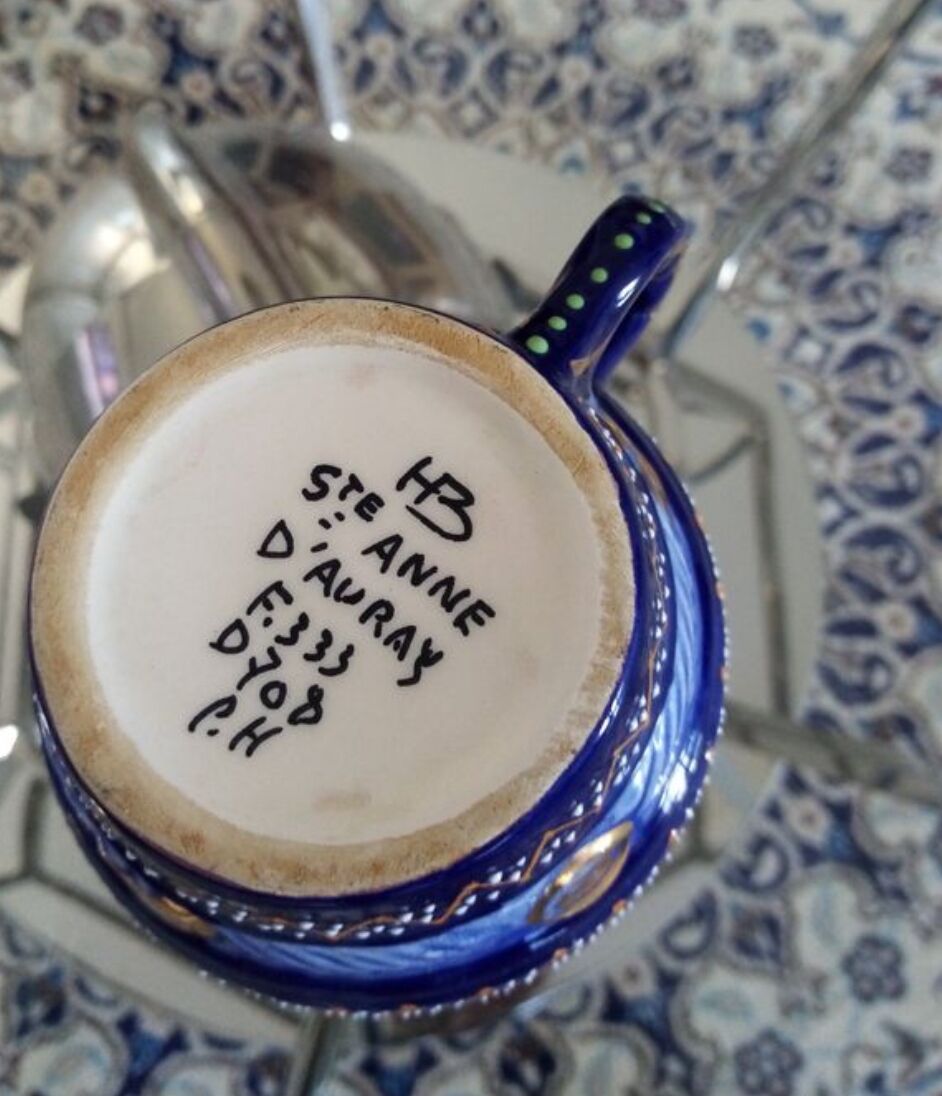 HB
STE ANNE
D'AURAY
F.333
D708
P.H